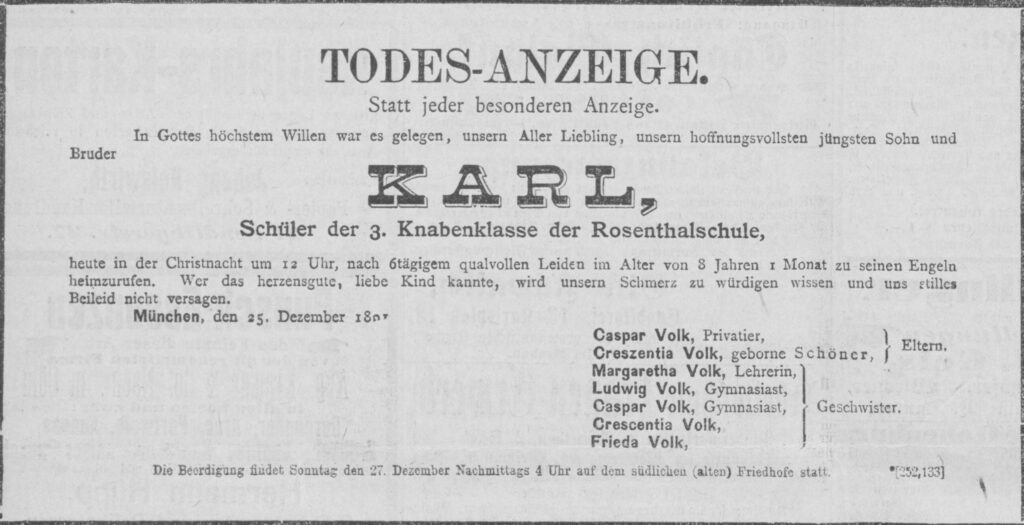 TODES-ANZEIGE.
Statt jeder besonderen Anzeige.
In Gottes höchstem Willen war es gelegen, unsern Aller Liebling, unsern hoffnungsvollsten jüngsten Sohn und
Bruder
KARL,
Schüler der 3. Knabenklasse der Rosenthalschule,
heute in der Christnacht um 12 Uhr, nach 6tägigem qualvollen Leiden im Alter von 8 Jahren 1 Monat zu seinen Engeln
heimzurufen. Wer das herzensgute, liebe Kind kannte, wird unsern Schmerz zu würdigen wissen und uns stilles
Beileid nicht versagen.
München, den 25. Dezember
Caspar Volk, Privatier,
Creszentia Volk, geborne Schöner, Eltern.
Margaretha Volk, Lehrerin,
Ludwig Volk, Gymnasiast,
Caspar Volk, Gymnasiast, Geschwister.
Crescentia Volk,
Frieda Volk,
Die Beerdigung findet Sonntag den 27. Dezember Nachmittags 4 Uhr auf dem südlichen (alten) Friedhofe statt. *[252,133]